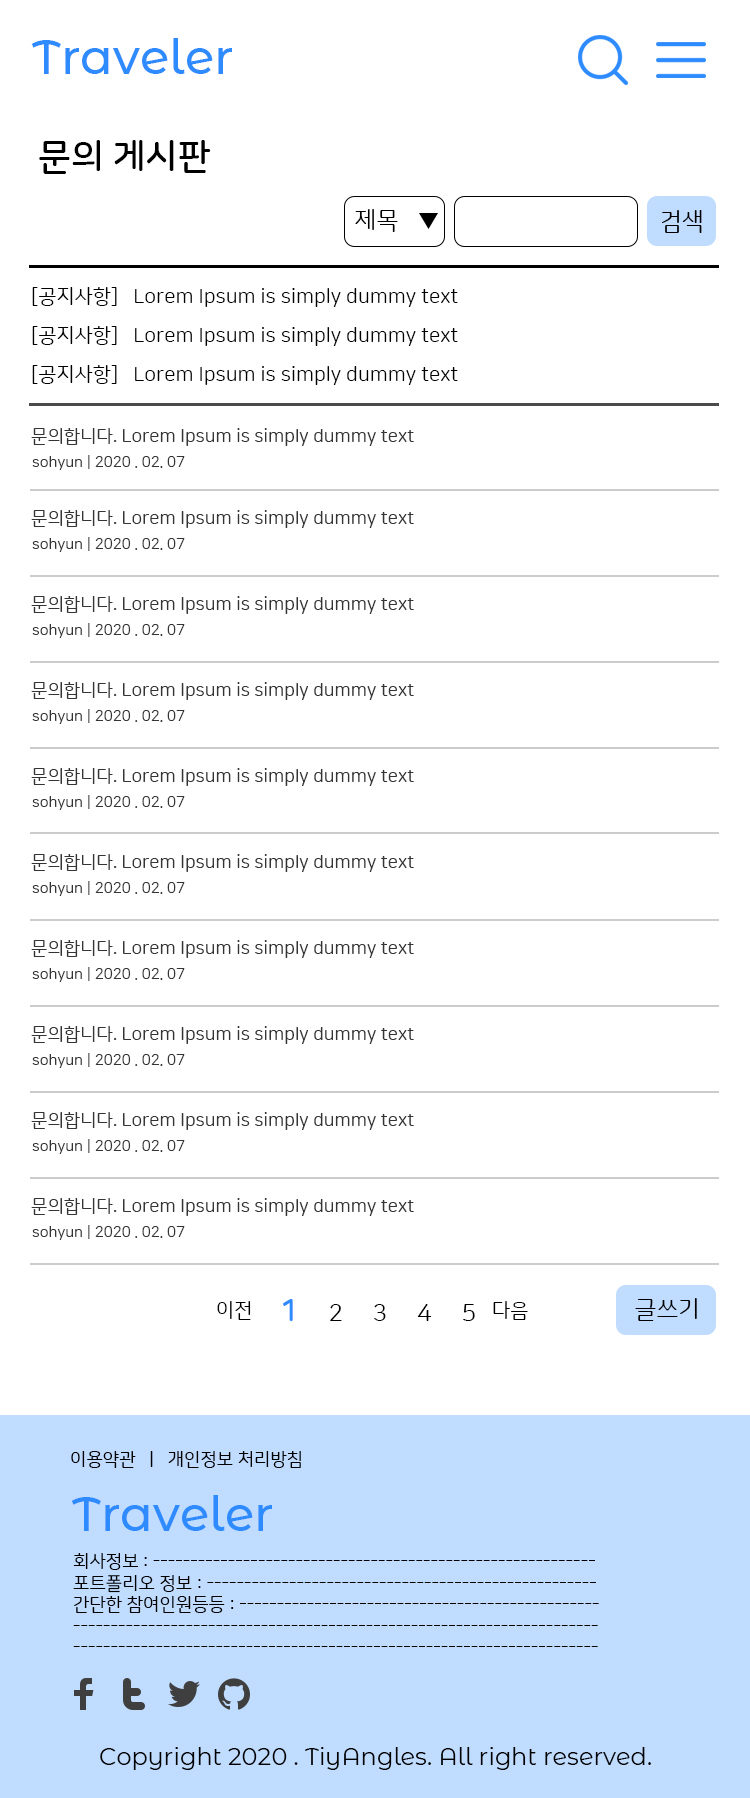 Traveler
문의 게시판
제목 ▼ 검색
[공지사항] Lorem Ipsum is simply dummy text
[공지사항] Lorem Ipsum is simply dummy text
[공지사항] Lorem Ipsum is simply dummy text
문의합니다. Lorem Ipsum is simply dummy text
sohyun | 2020 . 02. 07
문의합니다. Lorem Ipsum is simply dummy text
sohyun | 2020 . 02. 07
문의합니다. Lorem Ipsum is simply dummy text
sohyun | 2020 . 02. 07
문의합니다. Lorem Ipsum is simply dummy text
sohyun | 2020 . 02. 07
문의합니다. Lorem Ipsum is simply dummy text
sohyun | 2020 . 02. 07
문의합니다. Lorem Ipsum is simply dummy text
sohyun | 2020 . 02. 07
문의합니다. Lorem Ipsum is simply dummy text
sohyun | 2020 . 02. 07
문의합니다. Lorem Ipsum is simply dummy text
sohyun | 2020 . 02. 07
문의합니다. Lorem Ipsum is simply dummy text
sohyun | 2020 . 02. 07
문의합니다. Lorem Ipsum is simply dummy text
sohyun | 2020 . 02. 07
이전 1 2 3 4 5 다음 글쓰기
이용약관 | 개인정보 처리방침
Traveler
회사정보 : -----------------------------------------------------------
포트폴리오 정보 : ----------------------------------------------------
간단한 참여인원등등 : ------------------------------------------------
----------------------------------------------------------------------
----------------------------------------------------------------------
Copyright 2020 . TiyAngles. All right reserved.